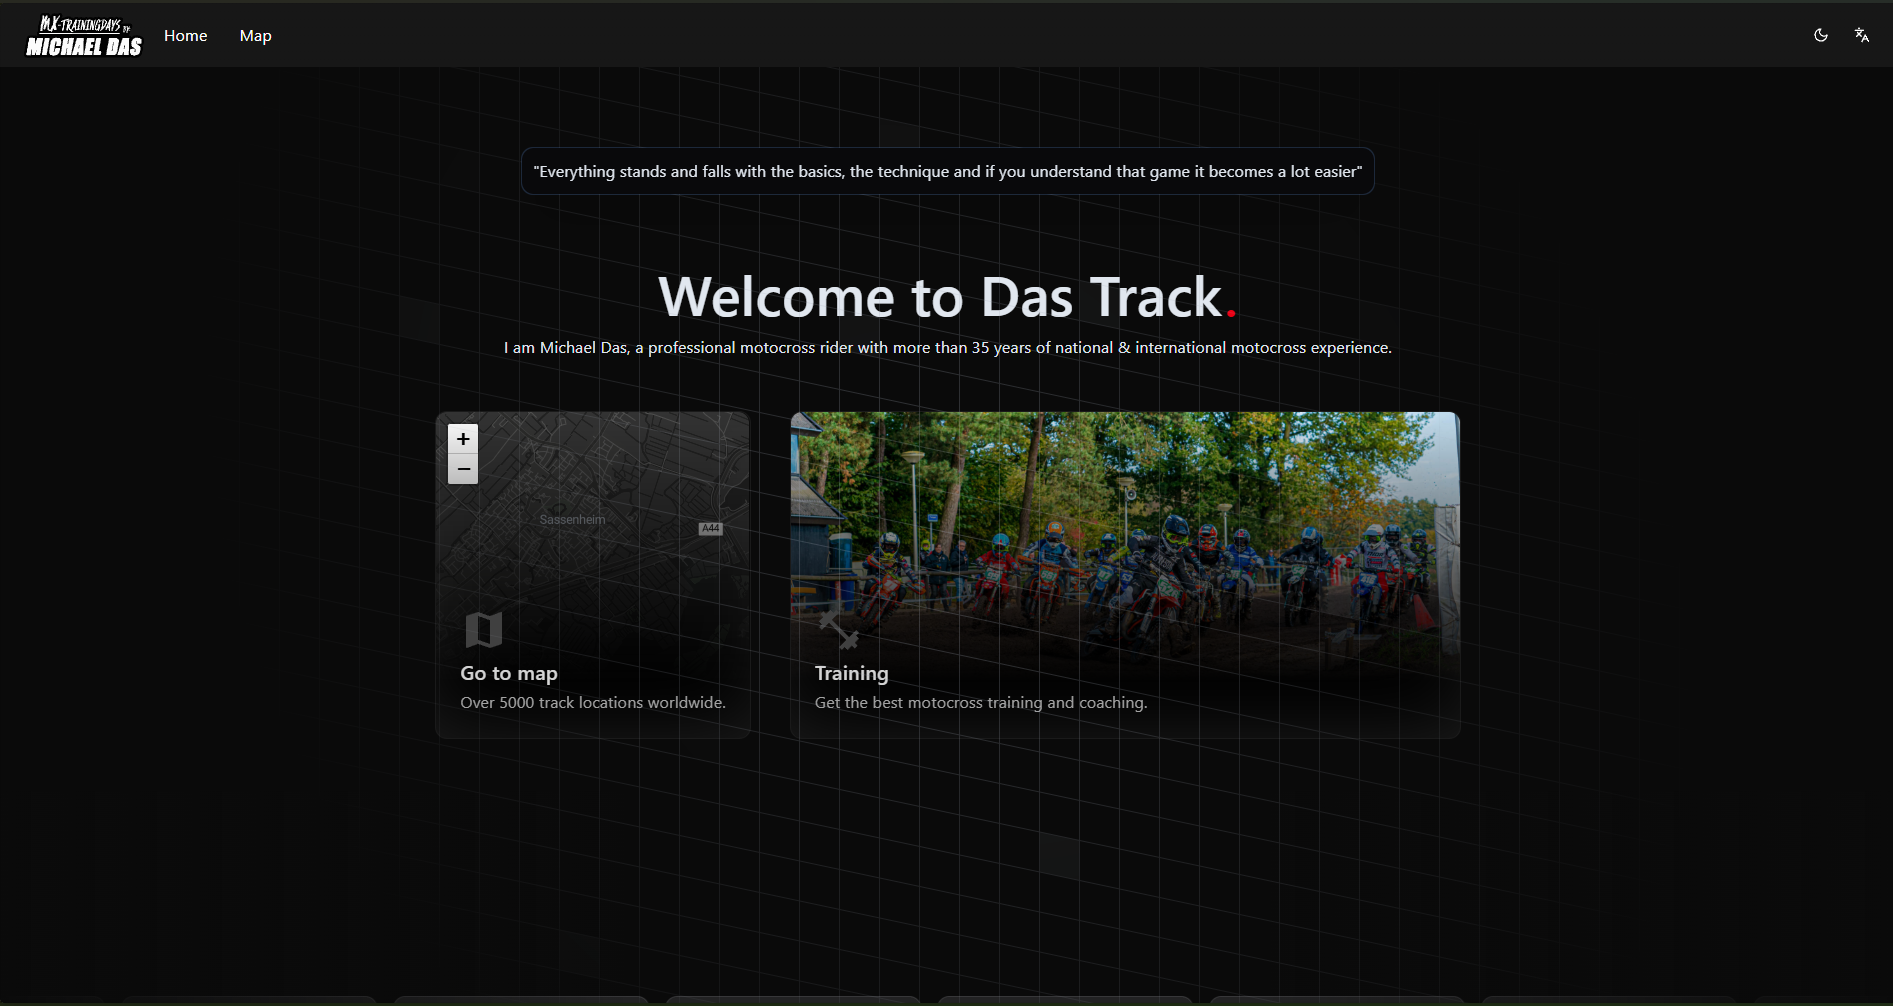 MX-TRAININGDAYS BY
MICHAEL DAS
Home
Map
"Everything stands and falls with the basics, the technique and if you understand that game it becomes a lot easier"
Welcome to Das Track.
I am Michael Das, a professional motocross rider with more than 35 years of national & international motocross experience.
+
−
Sassenheim
A44
Go to map
Over 5000 track locations worldwide.
Training
Get the best motocross training and coaching.